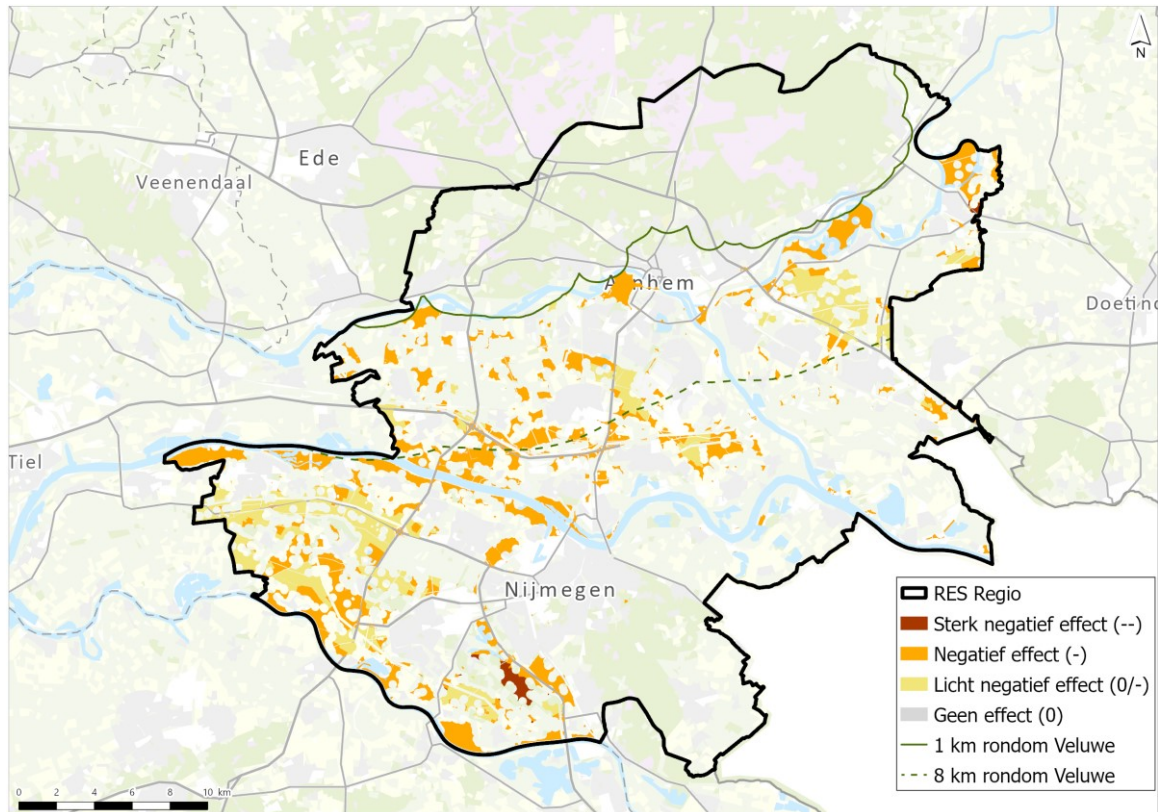 N
Ede
Veenendaal
Arnhem
Doetinc
Tiel
Nijmegen
RES Regio
Sterk negatief effect (--)
Negatief effect (-)
Licht negatief effect (0/-)
Geen effect (0)
1 km rondom Veluwe
8 km rondom Veluwe
0 2 4 6 8 10 km